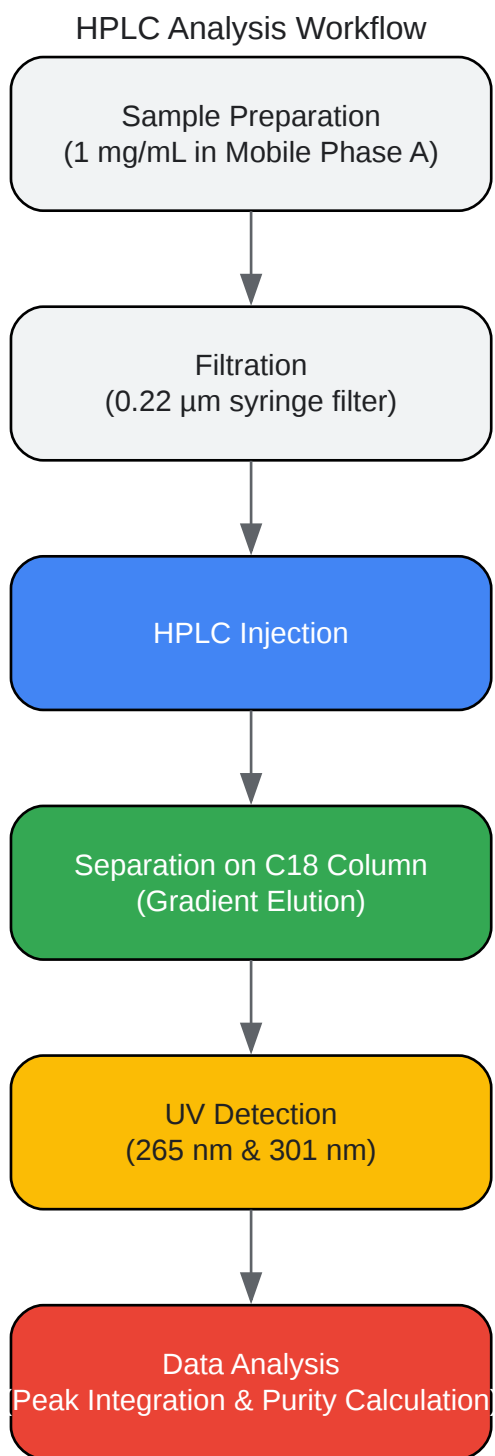 HPLC Analysis Workflow
Sample Preparation
(1 mg/mL in Mobile Phase A)
Filtration
(0.22 µm syringe filter)
HPLC Injection
Separation on C18 Column
(Gradient Elution)
UV Detection
(265 nm & 301 nm)
Data Analysis
(Peak Integration & Purity Calculation)